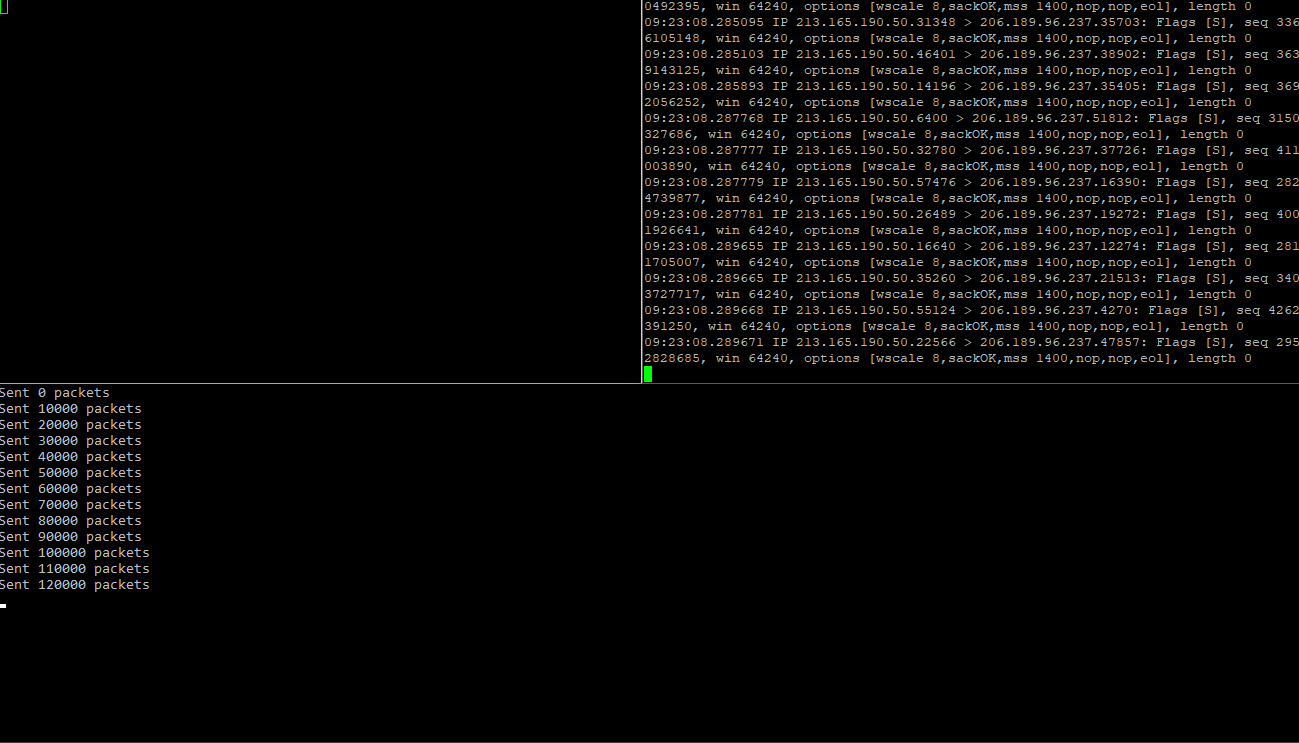 0492395, win 64240, options [wscale 8,sackOK,mss 1400,nop,nop,eol], length 0
09:23:08.285095 IP 213.165.190.50.31348 > 206.189.96.237.35703: Flags [S], seq 336
6105148, win 64240, options [wscale 8,sackOK,mss 1400,nop,nop,eol], length 0
09:23:08.285103 IP 213.165.190.50.46401 > 206.189.96.237.38902: Flags [S], seq 363
9143125, win 64240, options [wscale 8,sackOK,mss 1400,nop,nop,eol], length 0
09:23:08.285893 IP 213.165.190.50.14196 > 206.189.96.237.35405: Flags [S], seq 369
2056252, win 64240, options [wscale 8,sackOK,mss 1400,nop,nop,eol], length 0
09:23:08.287768 IP 213.165.190.50.6400 > 206.189.96.237.51812: Flags [S], seq 3150
327686, win 64240, options [wscale 8,sackOK,mss 1400,nop,nop,eol], length 0
09:23:08.287777 IP 213.165.190.50.32780 > 206.189.96.237.37726: Flags [S], seq 411
003890, win 64240, options [wscale 8,sackOK,mss 1400,nop,nop,eol], length 0
09:23:08.287779 IP 213.165.190.50.57476 > 206.189.96.237.16390: Flags [S], seq 282
4739877, win 64240, options [wscale 8,sackOK,mss 1400,nop,nop,eol], length 0
09:23:08.287781 IP 213.165.190.50.26489 > 206.189.96.237.19272: Flags [S], seq 400
1926641, win 64240, options [wscale 8,sackOK,mss 1400,nop,nop,eol], length 0
09:23:08.289655 IP 213.165.190.50.16640 > 206.189.96.237.12274: Flags [S], seq 281
1705007, win 64240, options [wscale 8,sackOK,mss 1400,nop,nop,eol], length 0
09:23:08.289665 IP 213.165.190.50.35260 > 206.189.96.237.21513: Flags [S], seq 340
3727717, win 64240, options [wscale 8,sackOK,mss 1400,nop,nop,eol], length 0
09:23:08.289668 IP 213.165.190.50.55124 > 206.189.96.237.4270: Flags [S], seq 4262
391250, win 64240, options [wscale 8,sackOK,mss 1400,nop,nop,eol], length 0
09:23:08.289671 IP 213.165.190.50.22566 > 206.189.96.237.47857: Flags [S], seq 295
2828685, win 64240, options [wscale 8,sackOK,mss 1400,nop,nop,eol], length 0
Sent 0 packets
Sent 10000 packets
Sent 20000 packets
Sent 30000 packets
Sent 40000 packets
Sent 50000 packets
Sent 60000 packets
Sent 70000 packets
Sent 80000 packets
Sent 90000 packets
Sent 100000 packets
Sent 110000 packets
Sent 120000 packets